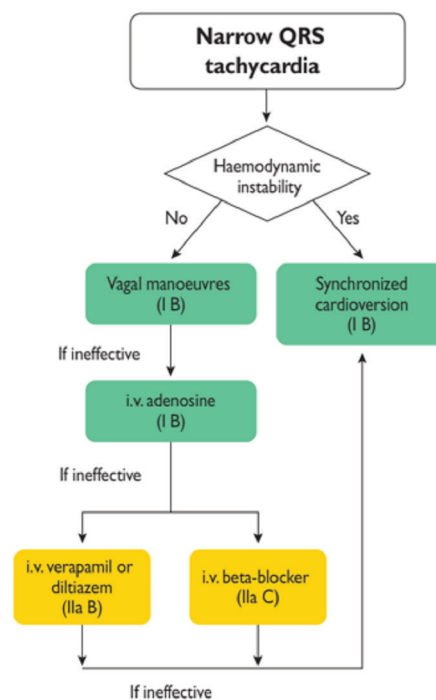 Narrow QRS
tachycardia
Haemodynamic
instability
No
Yes
Vagal manoeuvres
(I B)
Synchronized
cardioversion
(I B)
If ineffective
i.v. adenosine
(I B)
If ineffective
i.v. verapamil or
diltiazem
(IIa B)
i.v. beta-blocker
(IIa C)
If ineffective